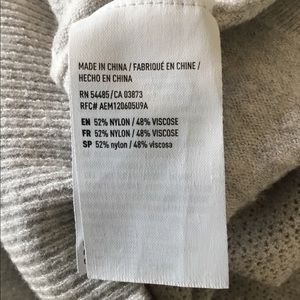 MADE IN CHINA / FABRIQUÉ EN CHINE /
HECHO EN CHINA
RN 54485 / CA 03873
RFC# AEM120605U9A
EN 52% NYLON / 48% VISCOSE
FR 52% NYLON / 48% VISCOSE
SP 52% nylon / 48% viscosa